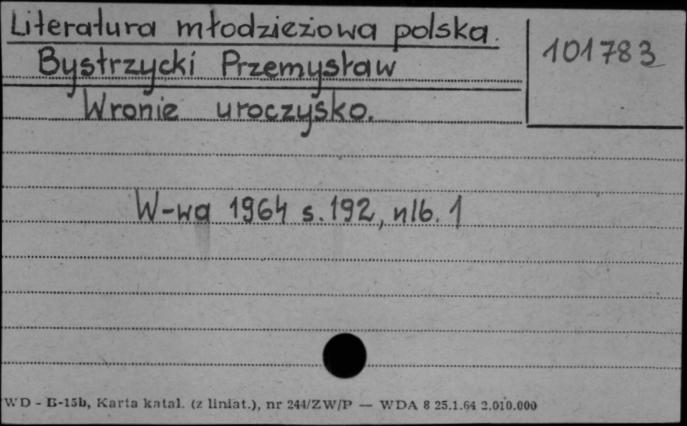 Literatura młodzieżowa polska.
101783
Bystrzycki Przemysław
Wronie uroczysko.
W-wa 1964 s. 192, nlb. 1
WD - B-15b, Karta katal. (z liniat.), nr 244/ZW/P — WDA 8 25.1.64 2.010.000